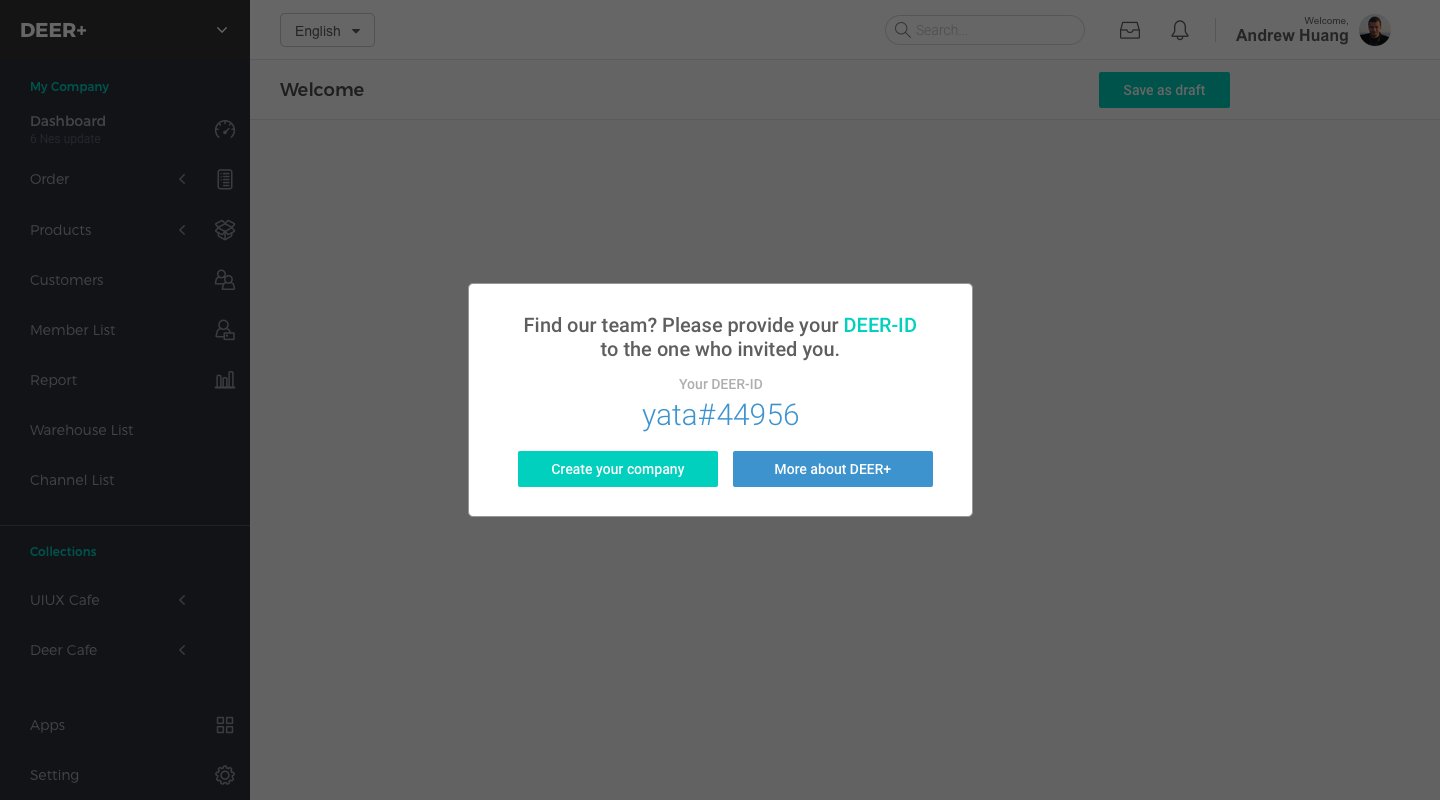 DEER+
English
Search...
Welcome,
Andrew Huang
My Company
Dashboard
6 Nes update
Order
Products
Customers
Member List
Report
Warehouse List
Channel List
Collections
UIUX Cafe
Deer Cafe
Apps
Setting
Welcome
Save as draft
Find our team? Please provide your DEER-ID
to the one who invited you.
Your DEER-ID
yata#44956
Create your company
More about DEER+